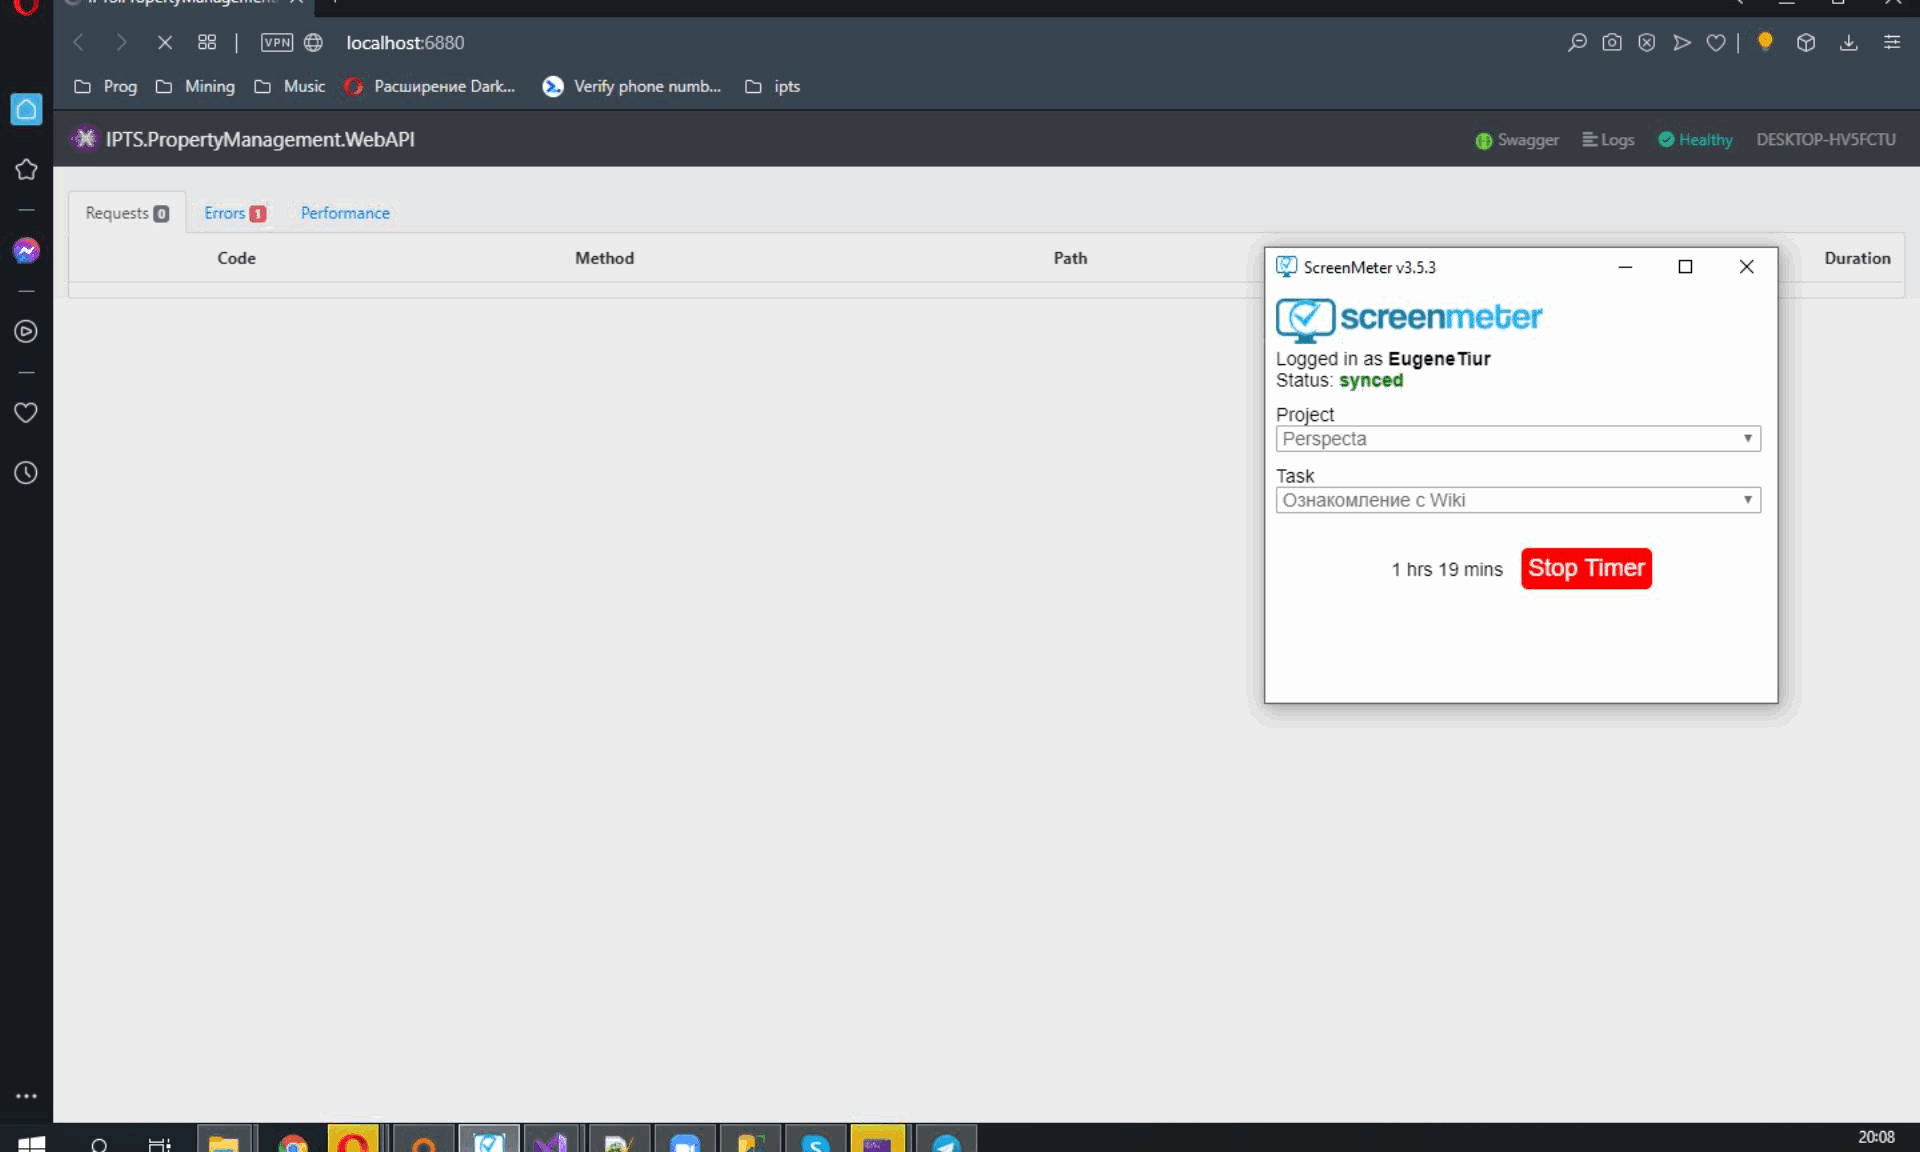 VPN localhost:6880
Prog Mining Music Расширение Dark... Verify phone numb... ipts
IPTS.PropertyManagement.WebAPI Swagger Logs Healthy DESKTOP-HV5FCTU
Requests 0 Errors 1 Performance
Code Method Path Duration
ScreenMeter v3.5.3
screenmeter
Logged in as EugeneTiur
Status: synced
Project
Perspecta
Task
Ознакомление с Wiki
1 hrs 19 mins Stop Timer
20:08